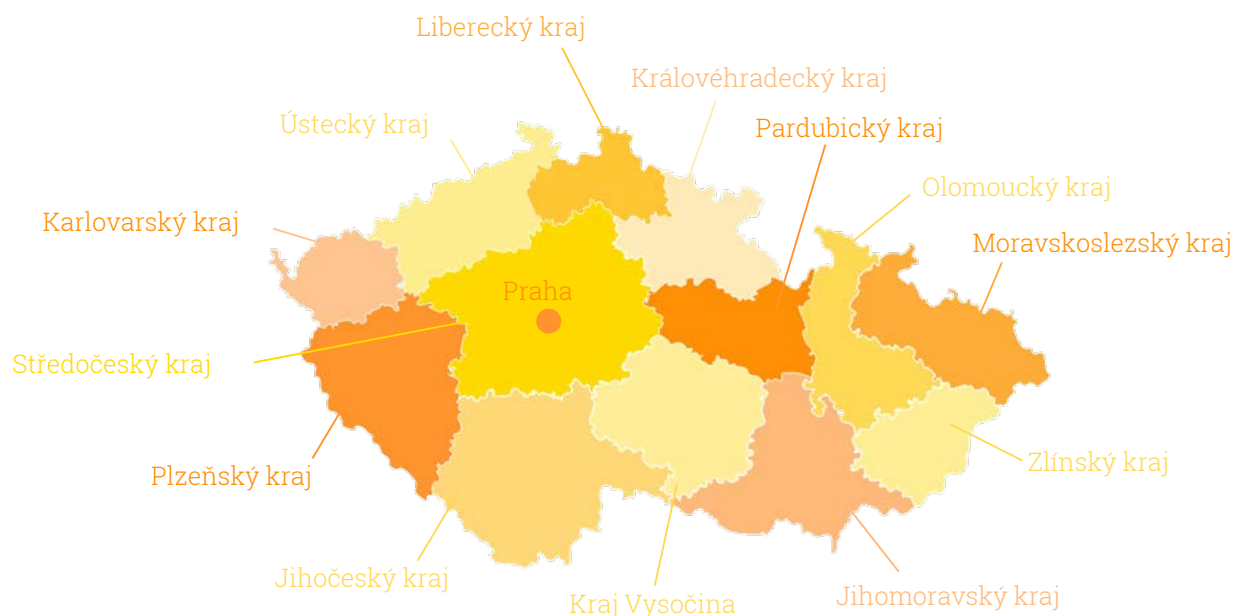 Liberecký kraj
Královéhradecký kraj
Ústecký kraj
Pardubický kraj
Olomoucký kraj
Karlovarský kraj
Moravskoslezský kraj
Praha
Středočeský kraj
Zlínský kraj
Plzeňský kraj
Jihočeský kraj
Kraj Vysočina
Jihomoravský kraj